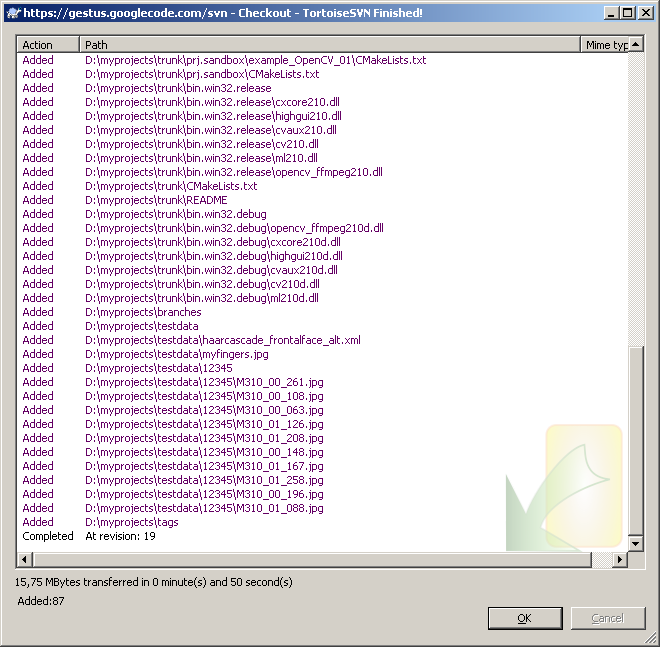 https://gestus.googlecode.com/svn - Checkout - TortoiseSVN Finished!
Action Path Mime typ
Added D:\myprojects\trunk\prj.sandbox\example_OpenCV_01\CMakeLists.txt
Added D:\myprojects\trunk\prj.sandbox\CMakeLists.txt
Added D:\myprojects\trunk\bin.win32.release
Added D:\myprojects\trunk\bin.win32.release\cxcore210.dll
Added D:\myprojects\trunk\bin.win32.release\highgui210.dll
Added D:\myprojects\trunk\bin.win32.release\cvaux210.dll
Added D:\myprojects\trunk\bin.win32.release\cv210.dll
Added D:\myprojects\trunk\bin.win32.release\ml210.dll
Added D:\myprojects\trunk\bin.win32.release\opencv_ffmpeg210.dll
Added D:\myprojects\trunk\CMakeLists.txt
Added D:\myprojects\trunk\README
Added D:\myprojects\trunk\bin.win32.debug
Added D:\myprojects\trunk\bin.win32.debug\opencv_ffmpeg210d.dll
Added D:\myprojects\trunk\bin.win32.debug\cxcore210d.dll
Added D:\myprojects\trunk\bin.win32.debug\highgui210d.dll
Added D:\myprojects\trunk\bin.win32.debug\cvaux210d.dll
Added D:\myprojects\trunk\bin.win32.debug\cv210d.dll
Added D:\myprojects\trunk\bin.win32.debug\ml210d.dll
Added D:\myprojects\branches
Added D:\myprojects\testdata
Added D:\myprojects\testdata\haarcascade_frontalface_alt.xml
Added D:\myprojects\testdata\myfingers.jpg
Added D:\myprojects\testdata\12345
Added D:\myprojects\testdata\12345\M310_00_261.jpg
Added D:\myprojects\testdata\12345\M310_00_108.jpg
Added D:\myprojects\testdata\12345\M310_00_063.jpg
Added D:\myprojects\testdata\12345\M310_01_126.jpg
Added D:\myprojects\testdata\12345\M310_01_208.jpg
Added D:\myprojects\testdata\12345\M310_00_148.jpg
Added D:\myprojects\testdata\12345\M310_01_167.jpg
Added D:\myprojects\testdata\12345\M310_01_258.jpg
Added D:\myprojects\testdata\12345\M310_00_196.jpg
Added D:\myprojects\testdata\12345\M310_01_088.jpg
Added D:\myprojects\tags
Completed At revision: 19
15,75 MBytes transferred in 0 minute(s) and 50 second(s)
Added:87
OK Cancel